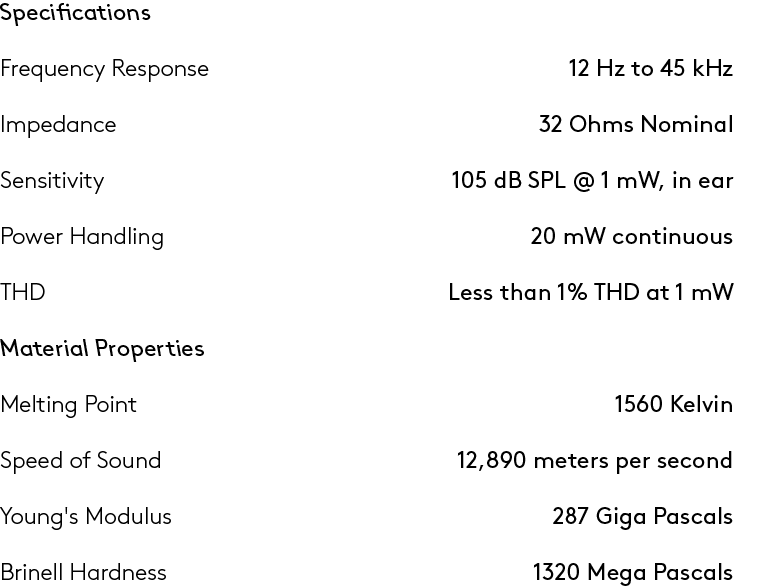 Specifications
Frequency Response 12 Hz to 45 kHz
Impedance 32 Ohms Nominal
Sensitivity 105 dB SPL @ 1 mW, in ear
Power Handling 20 mW continuous
THD Less than 1% THD at 1 mW
Material Properties
Melting Point 1560 Kelvin
Speed of Sound 12,890 meters per second
Young's Modulus 287 Giga Pascals
Brinell Hardness 1320 Mega Pascals